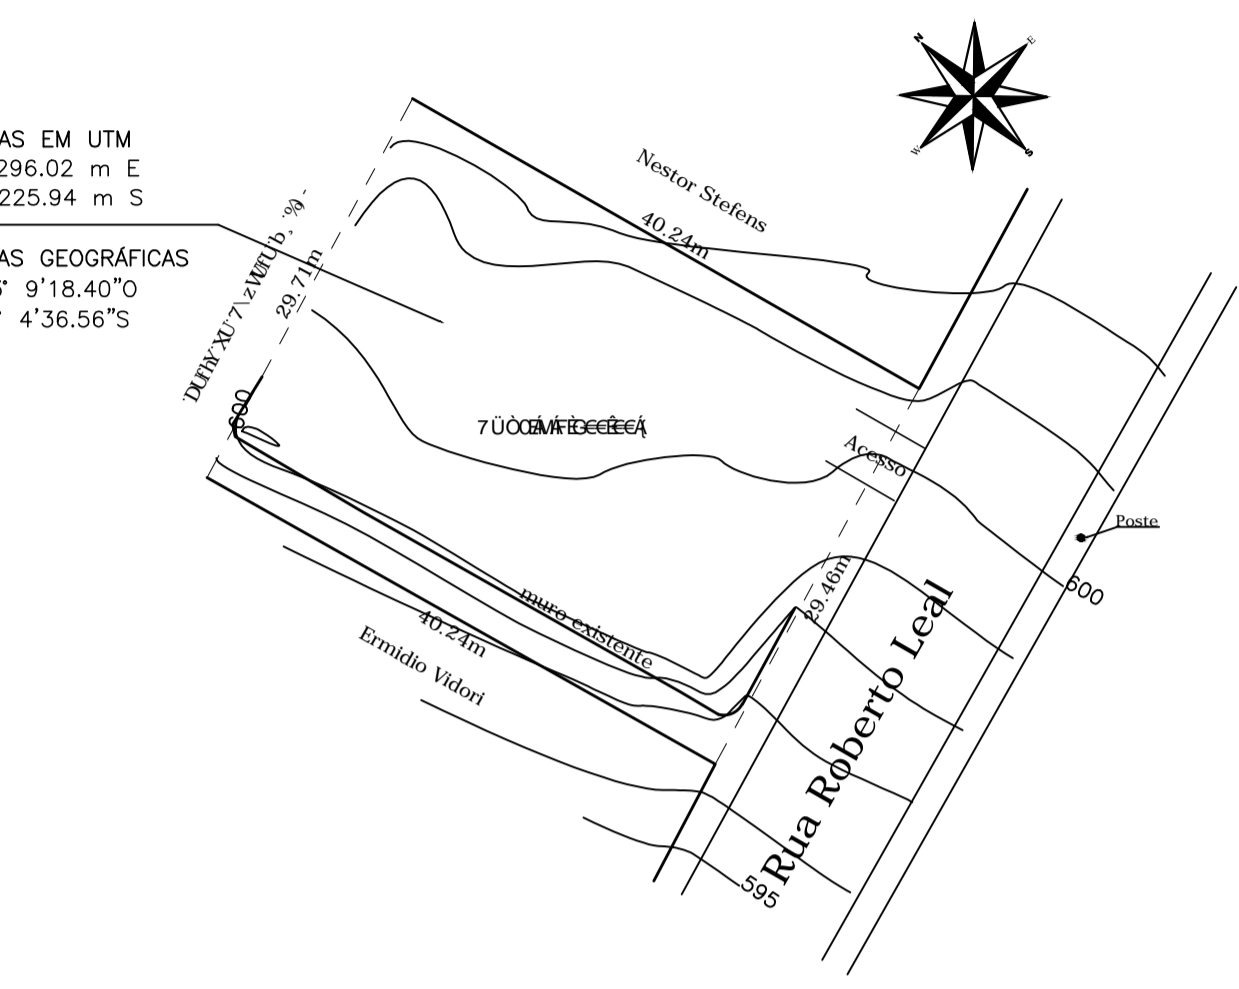 N
E
W
S
AS EM UTM
296.02 m E
225.94 m S
AS GEOGRÁFICAS
9'18.40"O
4'36.56"S
Nestor Stefens
40.24m
29.71m
600
Acesso
Poste
600
29.46m
muro existente
40.24m
Ermidio Vidori
Rua Roberto Leal
595